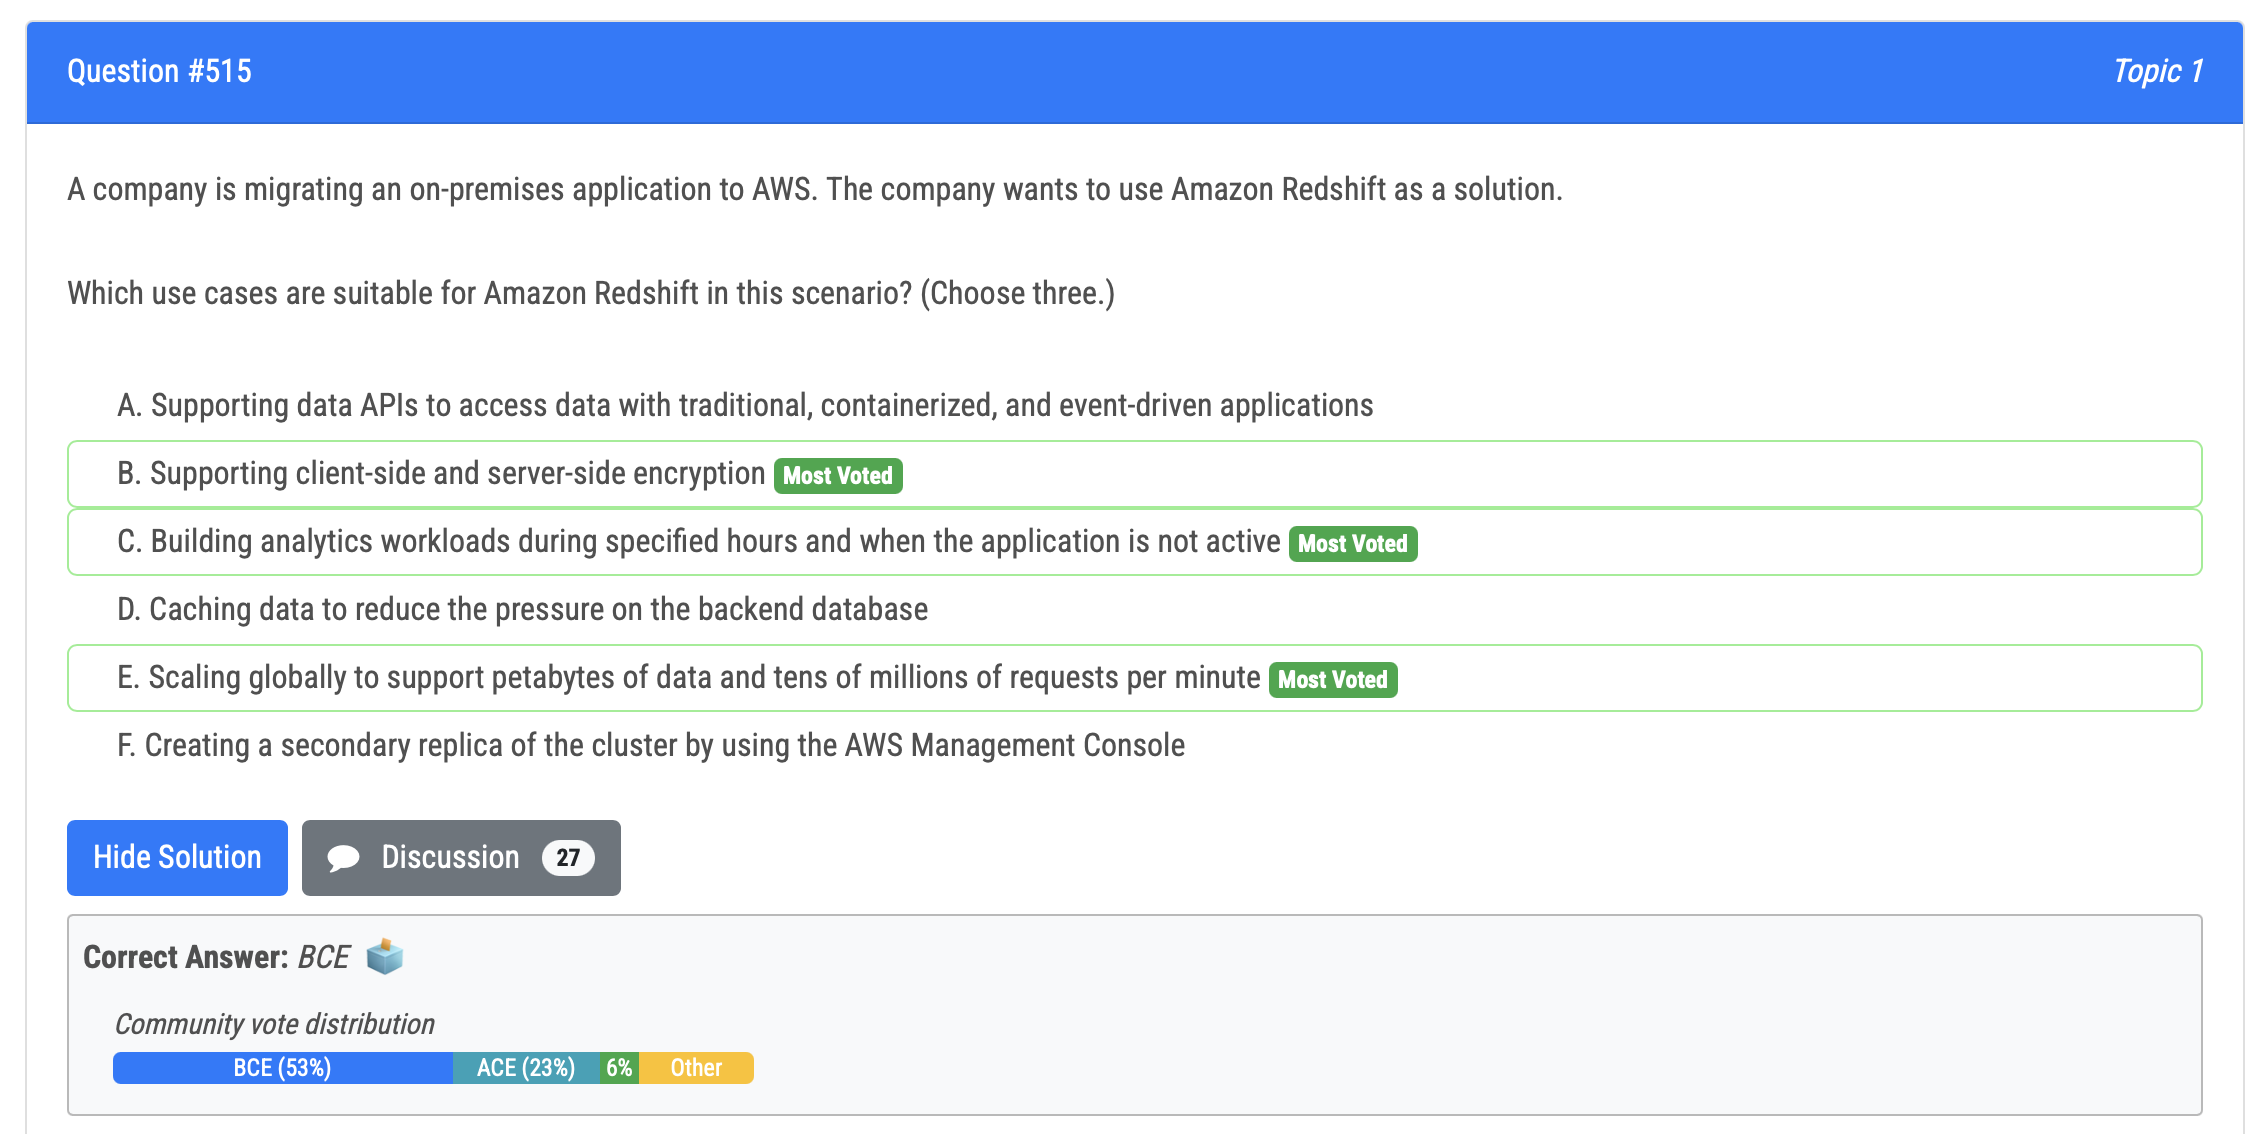 Question #515
Topic 1
A company is migrating an on-premises application to AWS. The company wants to use Amazon Redshift as a solution.
Which use cases are suitable for Amazon Redshift in this scenario? (Choose three.)
A. Supporting data APIs to access data with traditional, containerized, and event-driven applications
B. Supporting client-side and server-side encryption Most Voted
C. Building analytics workloads during specified hours and when the application is not active Most Voted
D. Caching data to reduce the pressure on the backend database
E. Scaling globally to support petabytes of data and tens of millions of requests per minute Most Voted
F. Creating a secondary replica of the cluster by using the AWS Management Console
Hide Solution
Discussion 27
Correct Answer: BCE
Community vote distribution
BCE (53%) ACE (23%) 6% Other